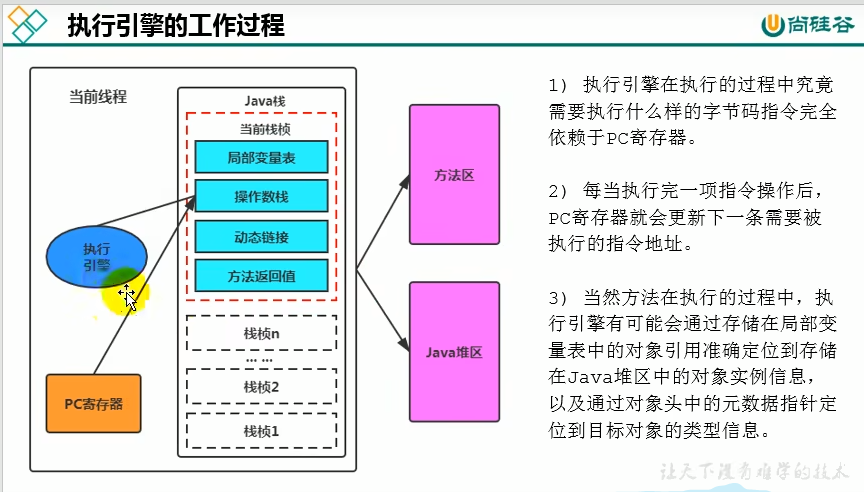 执行引擎的工作过程
尚硅谷
当前线程
Java栈
当前栈桢
局部变量表
操作数栈
动态链接
方法返回值
栈桢n
... ...
栈桢2
栈桢1
执行
引擎
PC寄存器
方法区
Java堆区
1) 执行引擎在执行的过程中究竟
需要执行什么样的字节码指令完全
依赖于PC寄存器。
2) 每当执行完一项指令操作后，
PC寄存器就会更新下一条需要被
执行的指令地址。
3) 当然方法在执行的过程中，执
行引擎有可能会通过存储在局部变
量表中的对象引用准确定位到存储
在Java堆区中的对象实例信息，
以及通过对象头中的元数据指针定
位到目标对象的类型信息。
让天下没有难学的技术